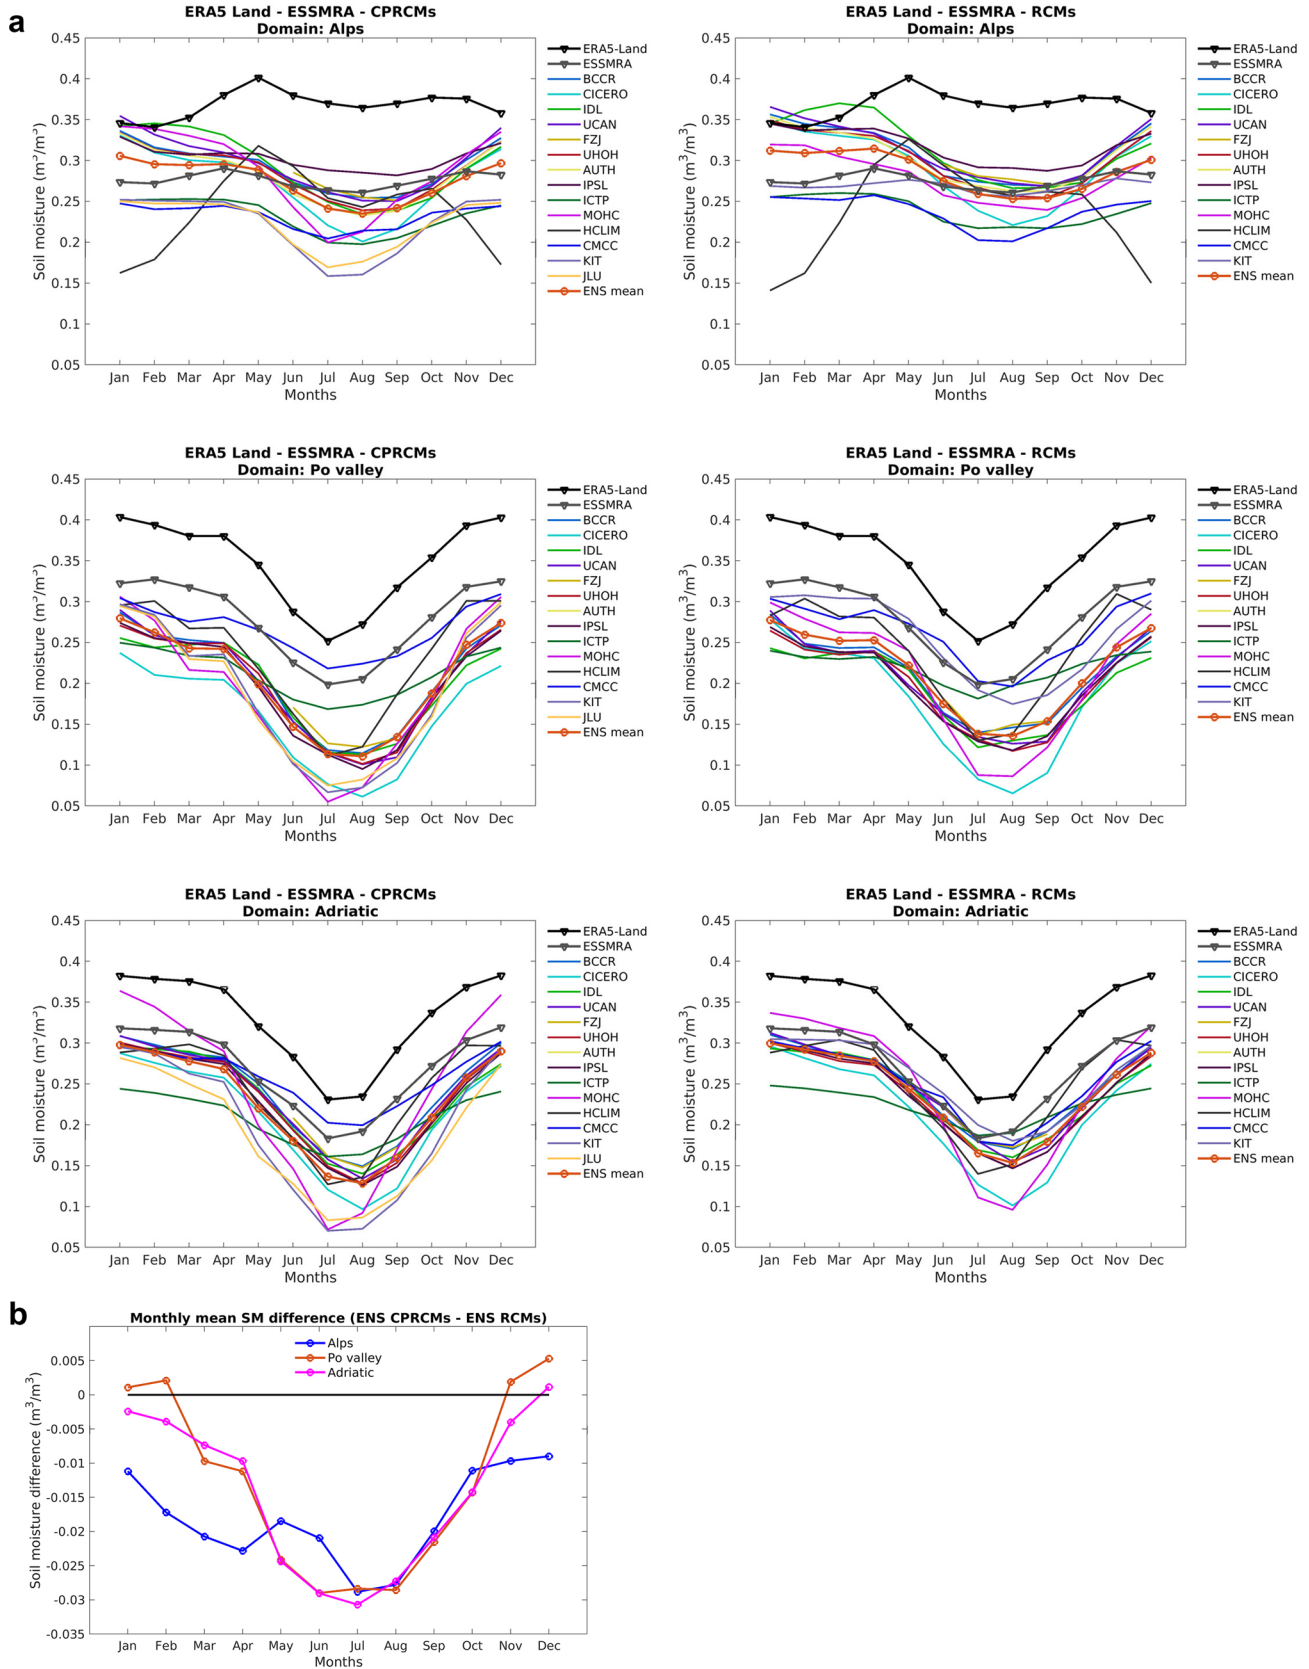 a
ERA5 Land - ESSMRA - CPRCMs
Domain: Alps
Soil moisture (m³/m³)
0.45
0.4
0.35
0.3
0.25
0.2
0.15
0.1
0.05
Jan Feb Mar Apr May Jun Jul Aug Sep Oct Nov Dec
Months
ERA5-Land
ESSMRA
BCCR
CICERO
IDL
UCAN
FZJ
UHOH
AUTH
IPSL
ICTP
MOHC
HCLIM
CMCC
KIT
JLU
ENS mean
ERA5 Land - ESSMRA - RCMs
Domain: Alps
Soil moisture (m³/m³)
0.45
0.4
0.35
0.3
0.25
0.2
0.15
0.1
0.05
Jan Feb Mar Apr May Jun Jul Aug Sep Oct Nov Dec
Months
ERA5-Land
ESSMRA
BCCR
CICERO
IDL
UCAN
FZJ
UHOH
AUTH
IPSL
ICTP
MOHC
HCLIM
CMCC
KIT
ENS mean
ERA5 Land - ESSMRA - CPRCMs
Domain: Po valley
Soil moisture (m³/m³)
0.45
0.4
0.35
0.3
0.25
0.2
0.15
0.1
0.05
Jan Feb Mar Apr May Jun Jul Aug Sep Oct Nov Dec
Months
ERA5-Land
ESSMRA
BCCR
CICERO
IDL
UCAN
FZJ
UHOH
AUTH
IPSL
ICTP
MOHC
HCLIM
CMCC
KIT
JLU
ENS mean
ERA5 Land - ESSMRA - RCMs
Domain: Po valley
Soil moisture (m³/m³)
0.45
0.4
0.35
0.3
0.25
0.2
0.15
0.1
0.05
Jan Feb Mar Apr May Jun Jul Aug Sep Oct Nov Dec
Months
ERA5-Land
ESSMRA
BCCR
CICERO
IDL
UCAN
FZJ
UHOH
AUTH
IPSL
ICTP
MOHC
HCLIM
CMCC
KIT
ENS mean
ERA5 Land - ESSMRA - CPRCMs
Domain: Adriatic
Soil moisture (m³/m³)
0.45
0.4
0.35
0.3
0.25
0.2
0.15
0.1
0.05
Jan Feb Mar Apr May Jun Jul Aug Sep Oct Nov Dec
Months
ERA5-Land
ESSMRA
BCCR
CICERO
IDL
UCAN
FZJ
UHOH
AUTH
IPSL
ICTP
MOHC
HCLIM
CMCC
KIT
JLU
ENS mean
ERA5 Land - ESSMRA - RCMs
Domain: Adriatic
Soil moisture (m³/m³)
0.45
0.4
0.35
0.3
0.25
0.2
0.15
0.1
0.05
Jan Feb Mar Apr May Jun Jul Aug Sep Oct Nov Dec
Months
ERA5-Land
ESSMRA
BCCR
CICERO
IDL
UCAN
FZJ
UHOH
AUTH
IPSL
ICTP
MOHC
HCLIM
CMCC
KIT
ENS mean
b
Monthly mean SM difference (ENS CPRCMs - ENS RCMs)
Alps
Po valley
Adriatic
Soil moisture difference (m³/m³)
0.005
0
-0.005
-0.01
-0.015
-0.02
-0.025
-0.03
-0.035
Jan Feb Mar Apr May Jun Jul Aug Sep Oct Nov Dec
Months